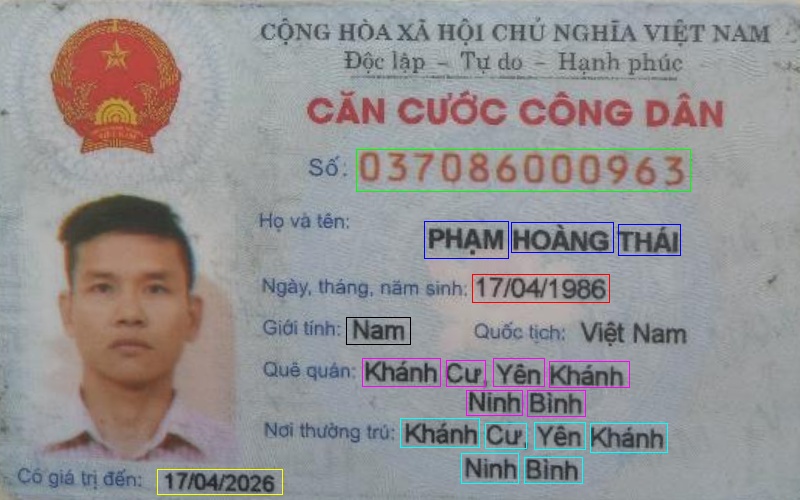 CỘNG HÒA XÃ HỘI CHỦ NGHĨA VIỆT NAM
Độc lập - Tự do - Hạnh phúc
CĂN CƯỚC CÔNG DÂN
Số: 037086000963
Họ và tên:
PHẠM HOÀNG THÁI
Ngày, tháng, năm sinh: 17/04/1986
Giới tính: Nam Quốc tịch: Việt Nam
Quê quán: Khánh Cư, Yên Khánh
Ninh Bình
Nơi thường trú: Khánh Cư, Yên Khánh
Ninh Bình
Có giá trị đến: 17/04/2026